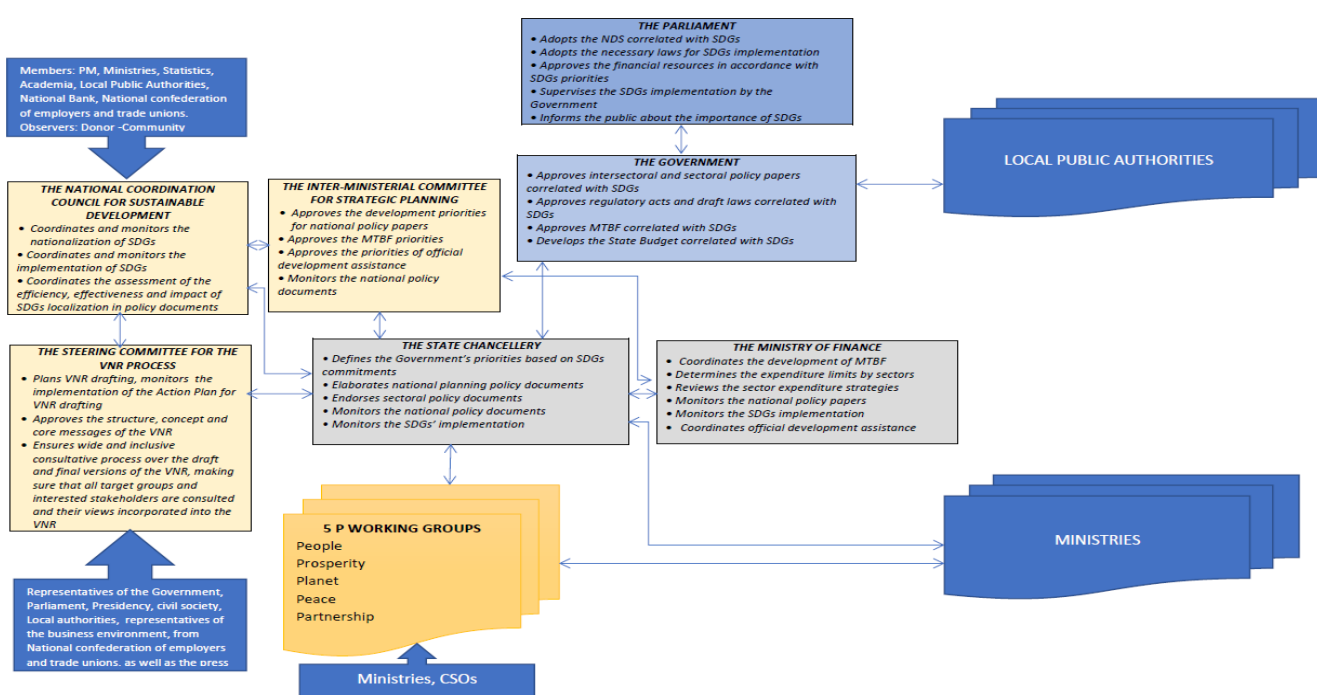 THE PARLIAMENT
• Adopts the NDS correlated with SDGs
• Adopts the necessary laws for SDGs implementation
• Approves the financial resources in accordance with
SDGs priorities
• Supervises the SDGs implementation by the
Government
• Informs the public about the importance of SDGs
Members: PM, Ministries, Statistics,
Academia, Local Public Authorities,
National Bank, National confederation
of employers and trade unions.
Observers: Donor -Community
LOCAL PUBLIC AUTHORITIES
THE GOVERNMENT
• Approves intersectoral and sectoral policy papers
correlated with SDGs
• Approves regulatory acts and draft laws correlated with
SDGs
• Approves MTBF correlated with SDGs
• Develops the State Budget correlated with SDGs
THE NATIONAL COORDINATION
COUNCIL FOR SUSTAINABLE
DEVELOPMENT
• Coordinates and monitors the
nationalization of SDGs
• Coordinates and monitors the
implementation of SDGs
• Coordinates the assessment of the
efficiency, effectiveness and impact of
SDGs localization in policy documents
THE INTER-MINISTERIAL COMMITTEE
FOR STRATEGIC PLANNING
• Approves the development priorities
for national policy papers
• Approves the MTBF priorities
• Approves the priorities of official
development assistance
• Monitors the national policy
documents
THE STEERING COMMITTEE FOR THE
VNR PROCESS
• Plans VNR drafting, monitors the
implementation of the Action Plan for
VNR drafting
• Approves the structure, concept and
core messages of the VNR
• Ensures wide and inclusive
consultative process over the draft
and final versions of the VNR, making
sure that all target groups and
interested stakeholders are consulted
and their views incorporated into the
VNR
THE STATE CHANCELLERY
• Defines the Government's priorities based on SDGs
commitments
• Elaborates national planning policy documents
• Endorses sectoral policy documents
• Monitors the national policy documents
• Monitors the SDGs' implementation
THE MINISTRY OF FINANCE
• Coordinates the development of MTBF
• Determines the expenditure limits by sectors
• Reviews the sector expenditure strategies
• Monitors the national policy papers
• Monitors the SDGs implementation
• Coordinates official development assistance
5 P WORKING GROUPS
People
Prosperity
Planet
Peace
Partnership
MINISTRIES
Representatives of the Government,
Parliament, Presidency, civil society,
Local authorities, representatives of
the business environment, from
National confederation of employers
and trade unions. as well as the press
Ministries, CSOs